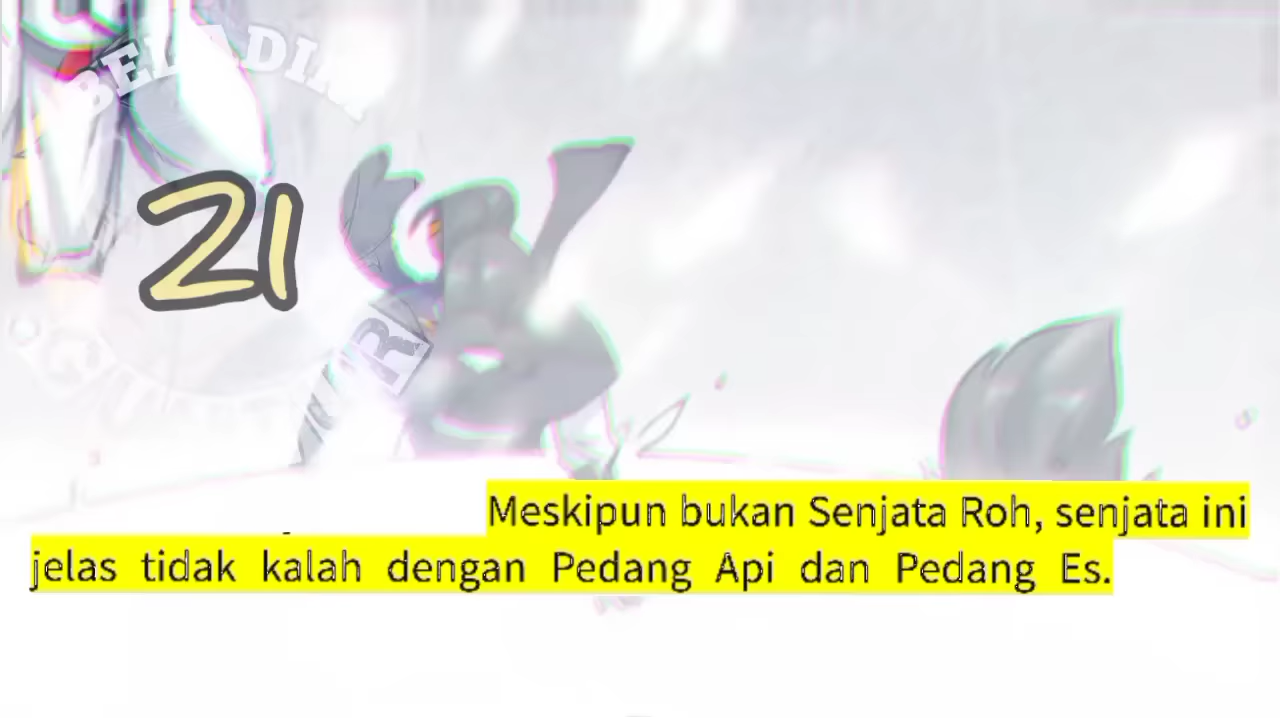 21
Meskipun bukan Senjata Roh, senjata ini
jelas tidak kalah dengan Pedang Api dan Pedang Es.